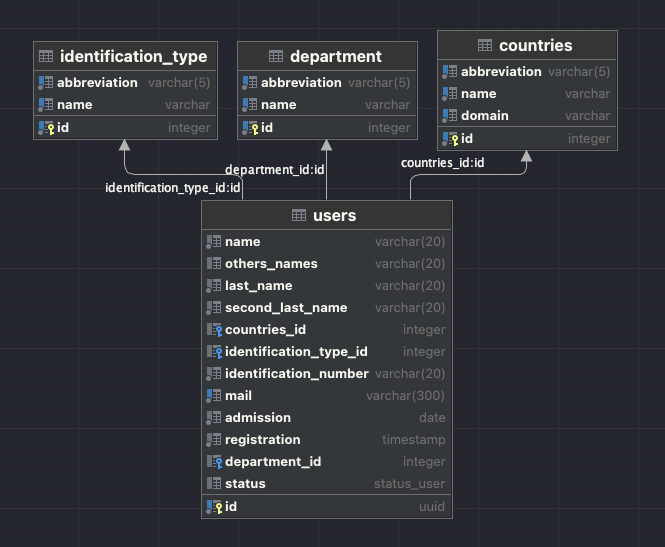 identification_type
abbreviation varchar(5)
name varchar
id integer
department
abbreviation varchar(5)
name varchar
id integer
countries
abbreviation varchar(5)
name varchar
domain varchar
id integer
identification_type_id:id
department_id:id
countries_id:id
users
name varchar(20)
others_names varchar(20)
last_name varchar(20)
second_last_name varchar(20)
countries_id integer
identification_type_id integer
identification_number varchar(20)
mail varchar(300)
admission date
registration timestamp
department_id integer
status status_user
id uuid